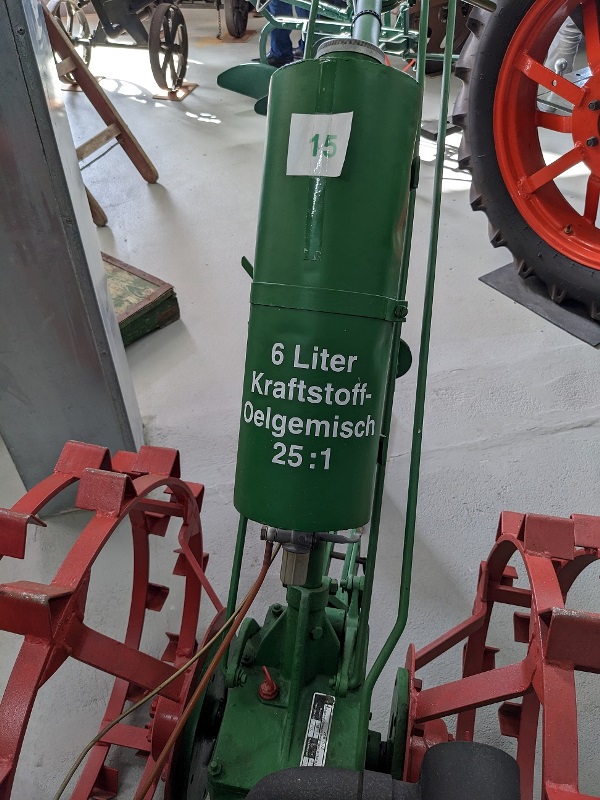 15
6 Liter
Kraftstoff-
Oelgemisch
25:1